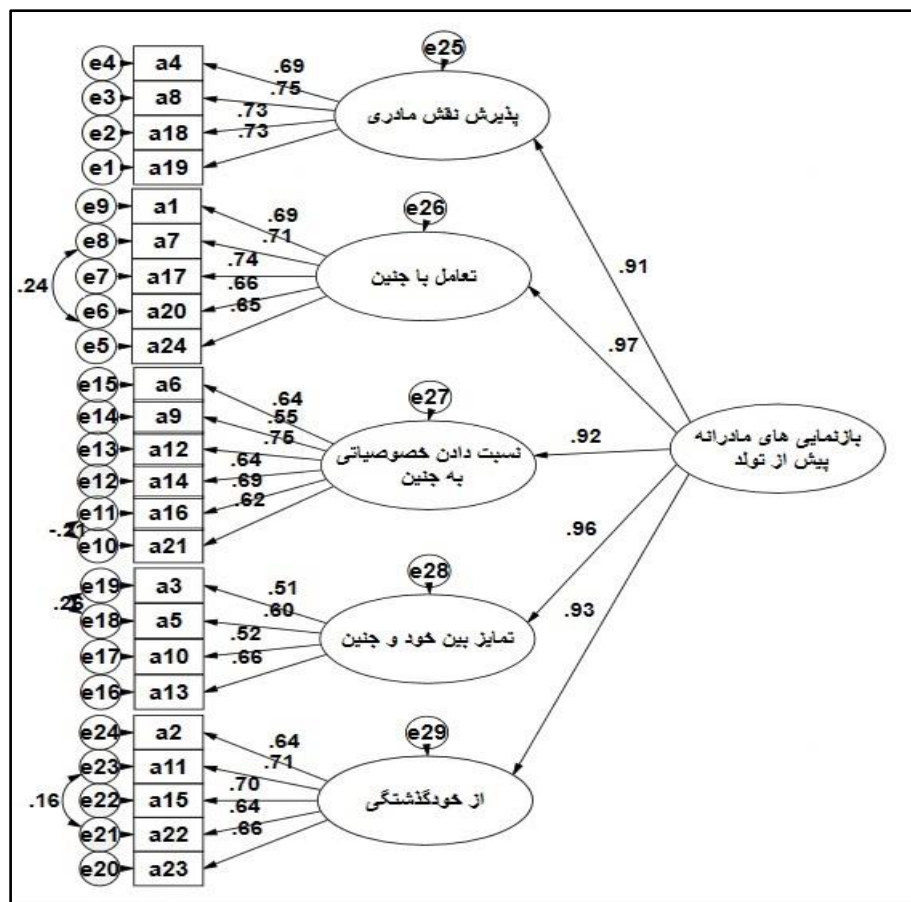 e25
e4 a4 .69
e3 a8 .75
e2 a18 .73
e1 a19 .73
پذیرش نقش مادری
e26
e9 a1 .69
e8 a7 .71
e7 a17 .74
e6 a20 .66
e5 a24 .65
.24
تعامل با جنین
.91
.97
e27
e15 a6 .64
e14 a9 .55
e13 a12 .75
e12 a14 .64
e11 a16 .69
e10 a21 .62
-.21
نسبت دادن خصوصیاتی
به جنین
.92
بازنمایی های مادرانه
پیش از تولد
.96
.93
e28
e19 a3 .51
e18 a5 .60
e17 a10 .52
e16 a13 .66
تمایز بین خود و جنین
e29
e24 a2 .64
e23 a11 .71
e22 a15 .70
e21 a22 .64
e20 a23 .66
.16
از خودگذشتگی